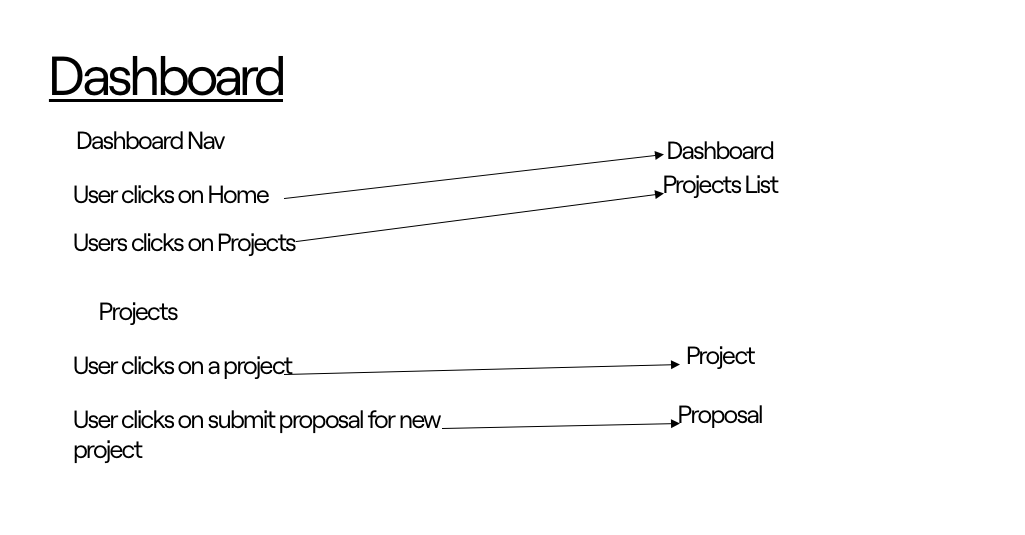 Dashboard
Dashboard Nav
Dashboard
User clicks on Home
Projects List
Users clicks on Projects
Projects
User clicks on a project
Project
User clicks on submit proposal for new
Proposal
project